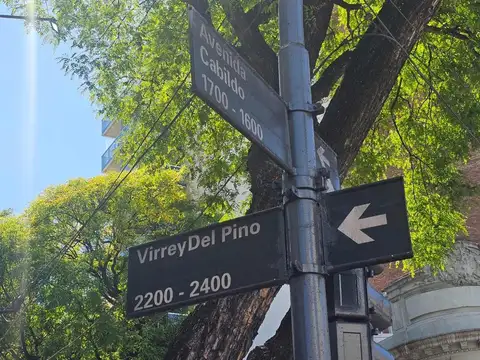 Avenida
Cabildo
1700 - 1600
VirreyDel Pino
2200 - 2400